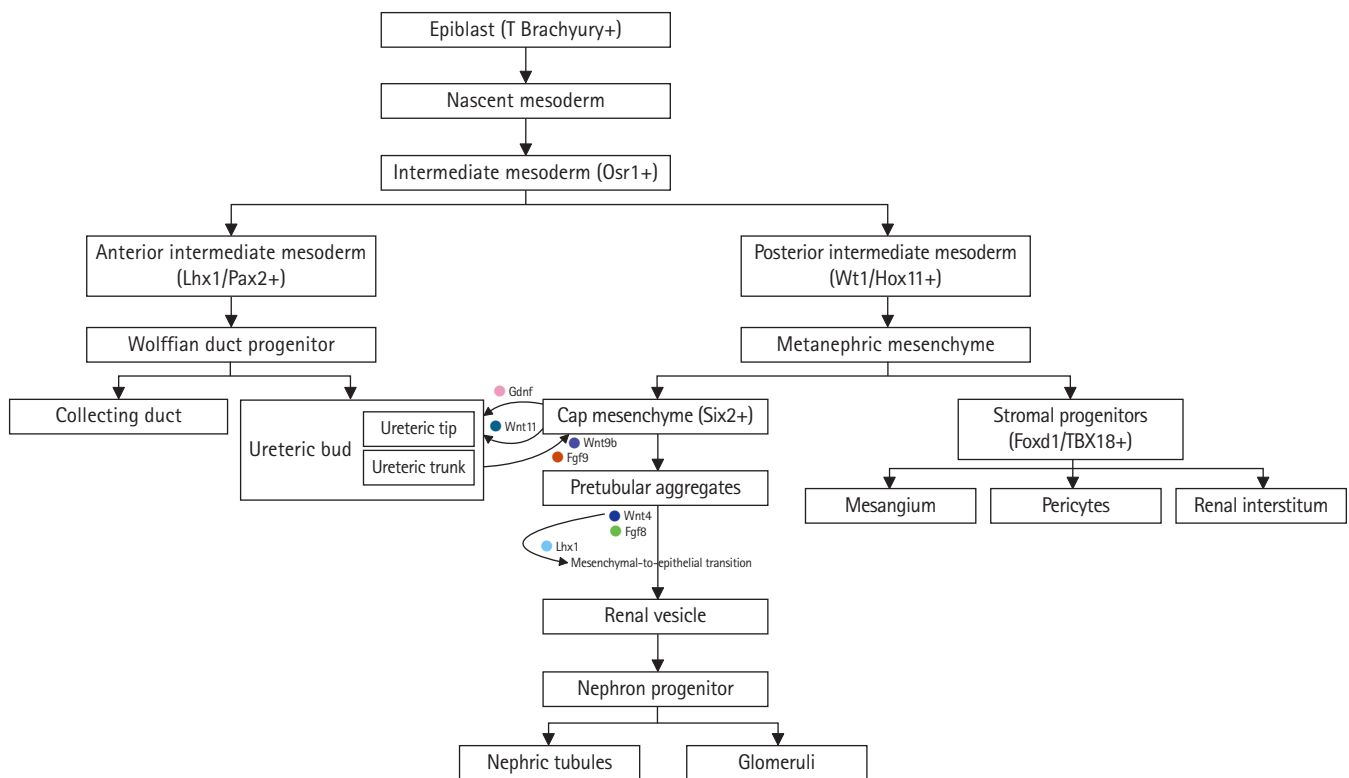 Epiblast (T Brachyury+)
Nascent mesoderm
Intermediate mesoderm (Osr1+)
Anterior intermediate mesoderm
(Lhx1/Pax2+)
Posterior intermediate mesoderm
(Wt1/Hox11+)
Wolffian duct progenitor
Metanephric mesenchyme
Collecting duct
Ureteric bud
Ureteric tip
Ureteric trunk
Gdnf
Wnt11
Wnt9b
Fgf9
Cap mesenchyme (Six2+)
Stromal progenitors
(Foxd1/TBX18+)
Pretubular aggregates
Mesangium
Pericytes
Renal interstitum
Wnt4
Fgf8
Lhx1
Mesenchymal-to-epithelial transition
Renal vesicle
Nephron progenitor
Nephric tubules
Glomeruli